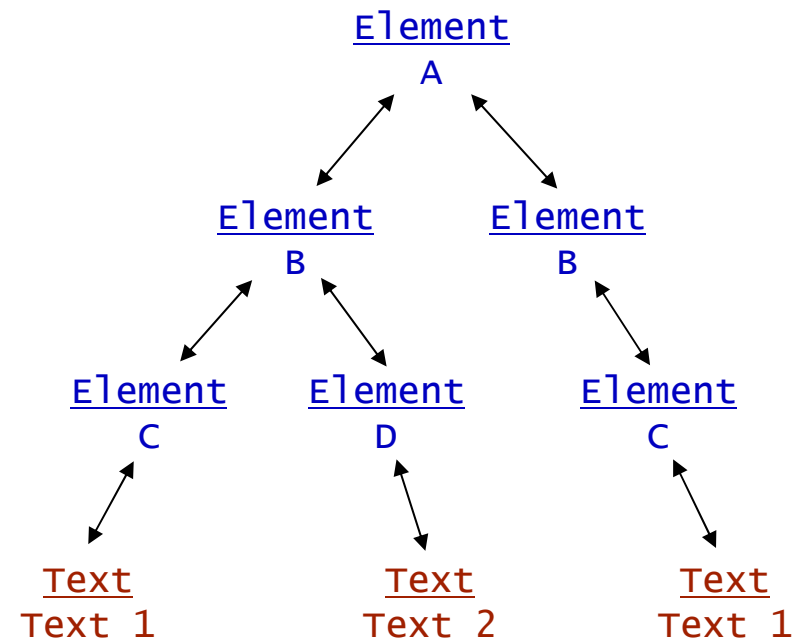 Element
A
Element Element
B B
Element Element Element
C D C
Text Text Text
Text 1 Text 2 Text 1